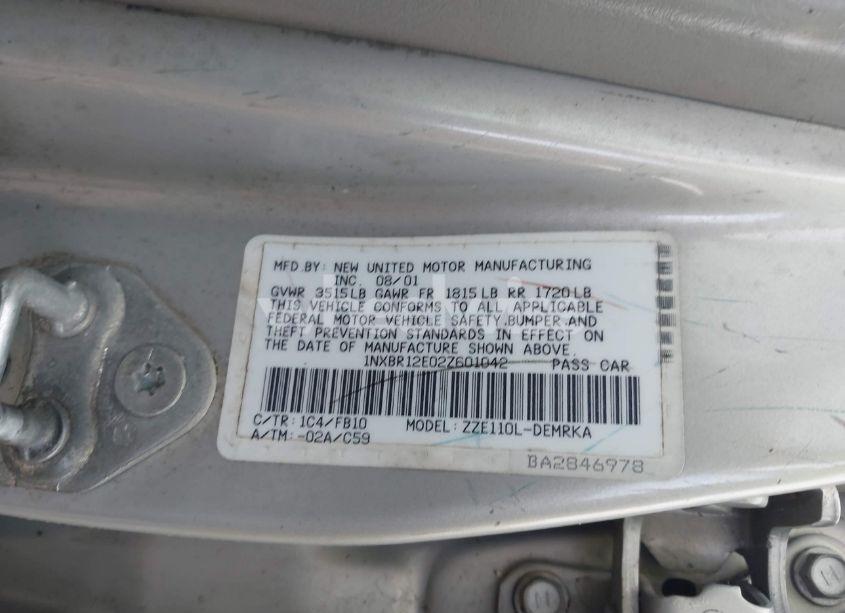 MFD.BY: NEW UNITED MOTOR MANUFACTURING
INC. 08/01
GVWR 3515LB GAWR FR 1815LB RR 1720LB
THIS VEHICLE CONFORMS TO ALL APPLICABLE
FEDERAL MOTOR VEHICLE SAFETY,BUMPER,AND
THEFT PREVENTION STANDARDS IN EFFECT ON
THE DATE OF MANUFACTURE SHOWN ABOVE.
1NXBR12E02Z601042 PASS CAR
C/TR:1C4/FB10 MODEL:ZZE110L-DEMRKA
A/TM:-02A/C59
BA2846978